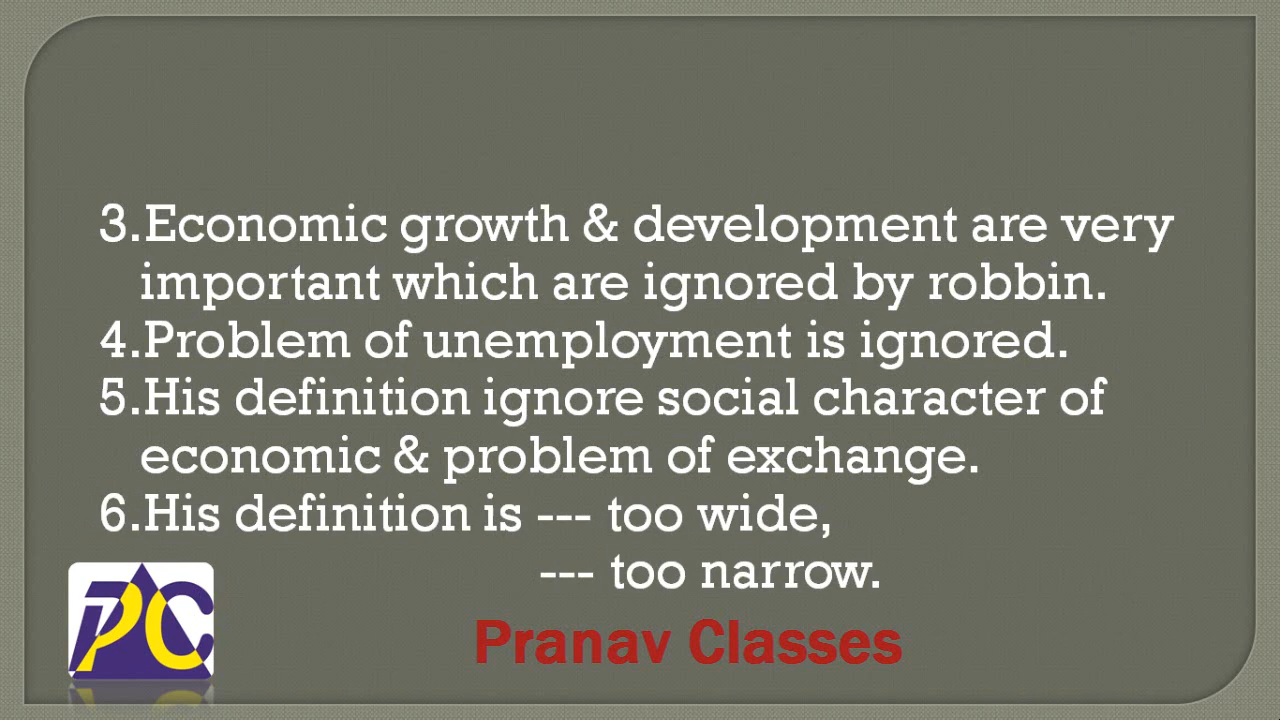 3.Economic growth & development are very
important which are ignored by robbin.
4.Problem of unemployment is ignored.
5.His definition ignore social character of
economic & problem of exchange.
6.His definition is --- too wide,
--- too narrow.
PC
Pranav Classes